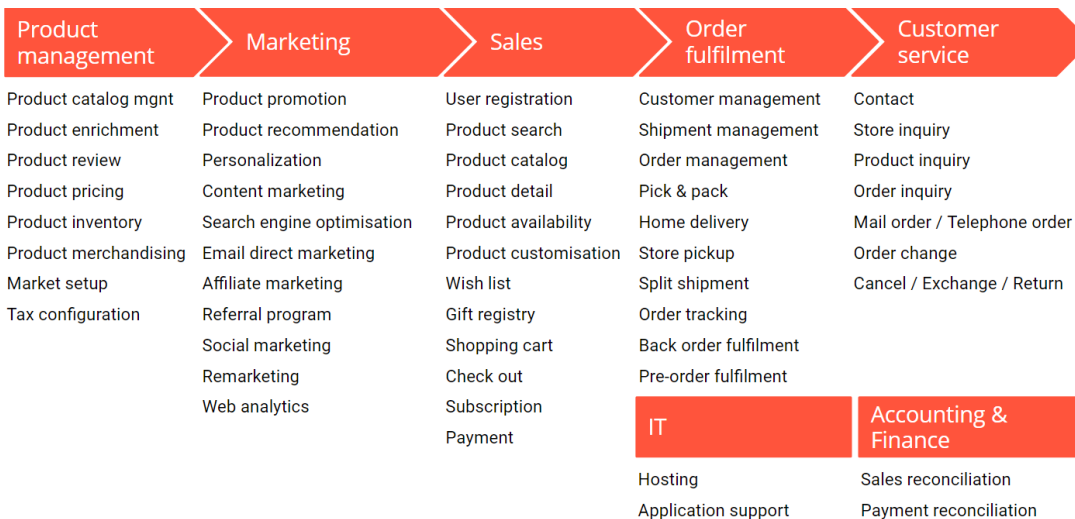 Product
management
Marketing
Sales
Order
fulfilment
Customer
service
Product catalog mgnt
Product enrichment
Product review
Product pricing
Product inventory
Product merchandising
Market setup
Tax configuration
Product promotion
Product recommendation
Personalization
Content marketing
Search engine optimisation
Email direct marketing
Affiliate marketing
Referral program
Social marketing
Remarketing
Web analytics
User registration
Product search
Product catalog
Product detail
Product availability
Product customisation
Wish list
Gift registry
Shopping cart
Check out
Subscription
Payment
Customer management
Shipment management
Order management
Pick & pack
Home delivery
Store pickup
Split shipment
Order tracking
Back order fulfilment
Pre-order fulfilment
Contact
Store inquiry
Product inquiry
Order inquiry
Mail order / Telephone order
Order change
Cancel / Exchange / Return
IT
Hosting
Application support
Accounting &
Finance
Sales reconciliation
Payment reconciliation